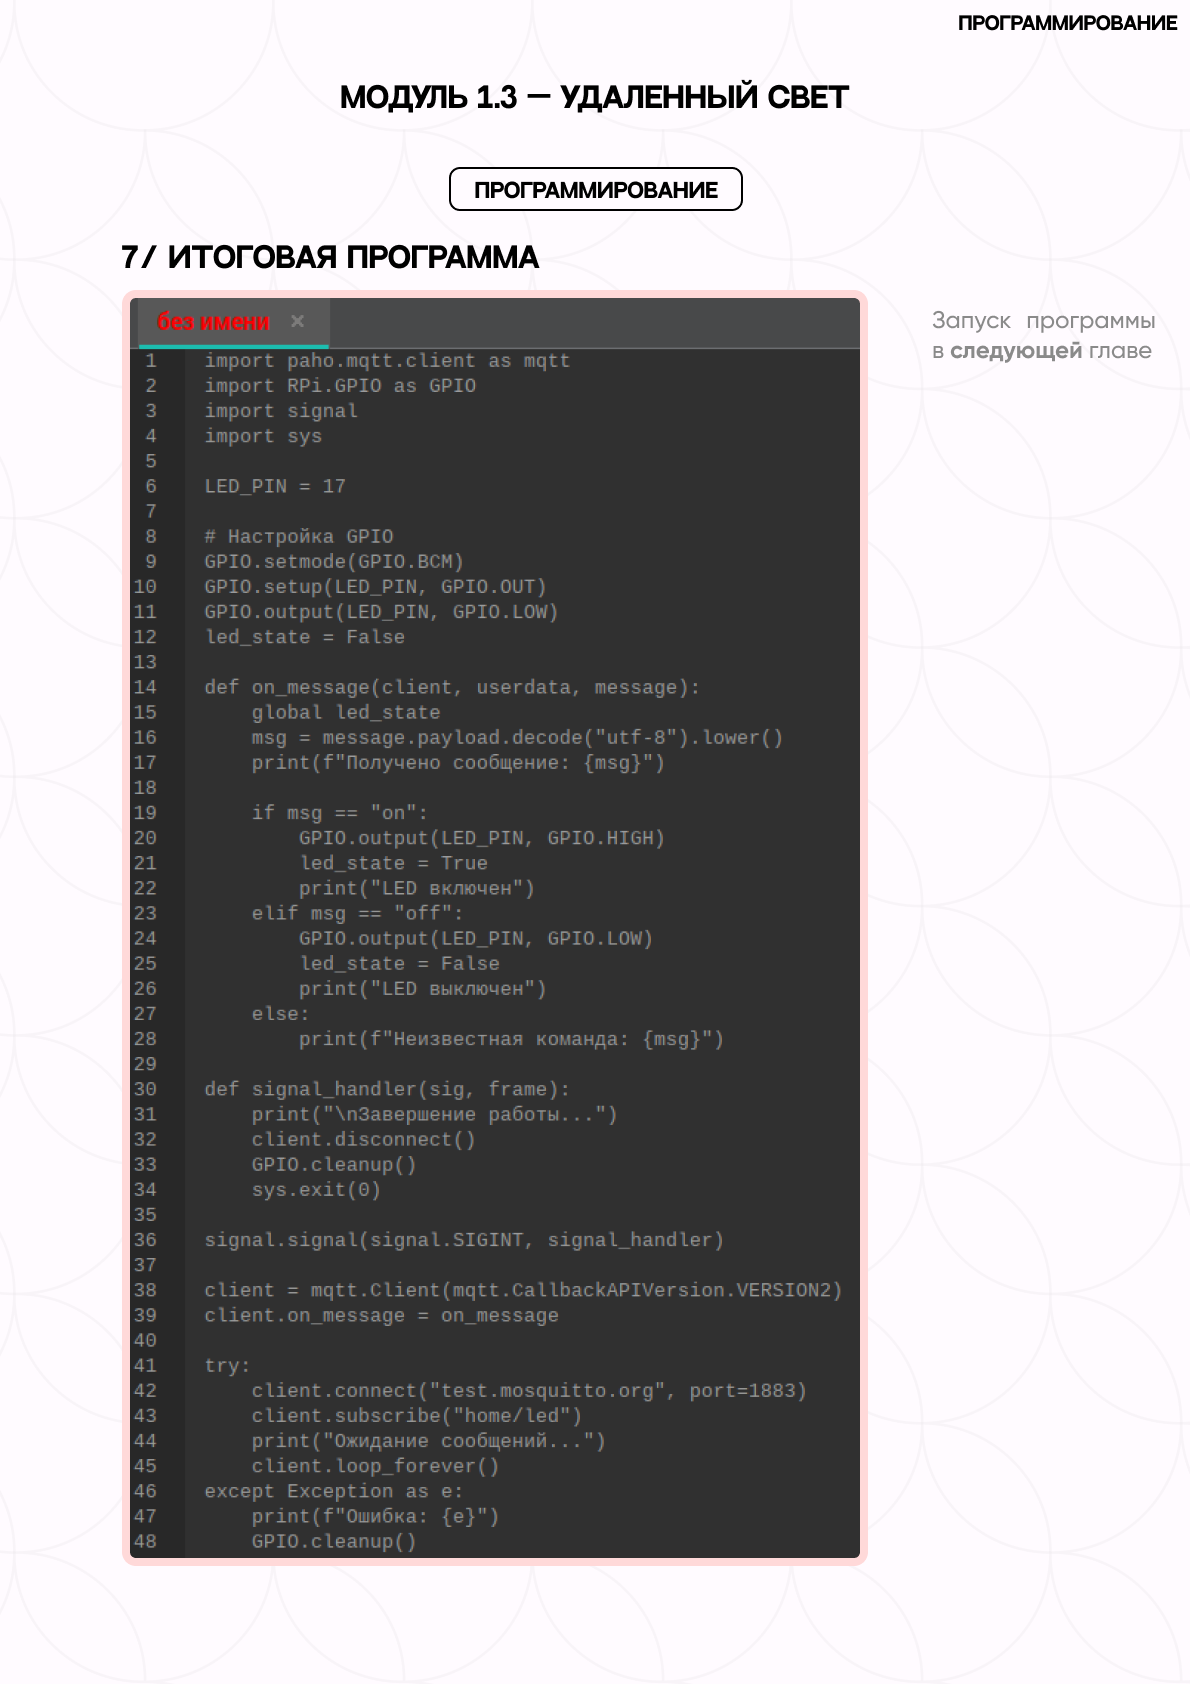 ПРОГРАММИРОВАНИЕ
МОДУЛЬ 1.3 — УДАЛЕННЫЙ СВЕТ
ПРОГРАММИРОВАНИЕ
7/ ИТОГОВАЯ ПРОГРАММА
без имени ×
Запуск программы
в следующей главе
1 import paho.mqtt.client as mqtt
2 import RPi.GPIO as GPIO
3 import signal
4 import sys
5
6 LED_PIN = 17
7
8 # Настройка GPIO
9 GPIO.setmode(GPIO.BCM)
10 GPIO.setup(LED_PIN, GPIO.OUT)
11 GPIO.output(LED_PIN, GPIO.LOW)
12 led_state = False
13
14 def on_message(client, userdata, message):
15     global led_state
16     msg = message.payload.decode("utf-8").lower()
17     print(f"Получено сообщение: {msg}")
18
19     if msg == "on":
20         GPIO.output(LED_PIN, GPIO.HIGH)
21         led_state = True
22         print("LED включен")
23     elif msg == "off":
24         GPIO.output(LED_PIN, GPIO.LOW)
25         led_state = False
26         print("LED выключен")
27     else:
28         print(f"Неизвестная команда: {msg}")
29
30 def signal_handler(sig, frame):
31     print("\nЗавершение работы...")
32     client.disconnect()
33     GPIO.cleanup()
34     sys.exit(0)
35
36 signal.signal(signal.SIGINT, signal_handler)
37
38 client = mqtt.Client(mqtt.CallbackAPIVersion.VERSION2)
39 client.on_message = on_message
40
41 try:
42     client.connect("test.mosquitto.org", port=1883)
43     client.subscribe("home/led")
44     print("Ожидание сообщений...")
45     client.loop_forever()
46 except Exception as e:
47     print(f"Ошибка: {e}")
48     GPIO.cleanup()